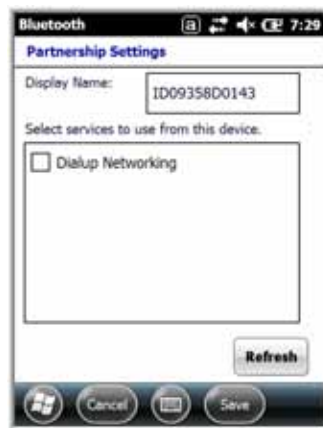 Bluetooth a 7:29
Partnership Settings
Display Name: ID09358D0143
Select services to use from this device.
Dialup Networking
Refresh
Cancel Save